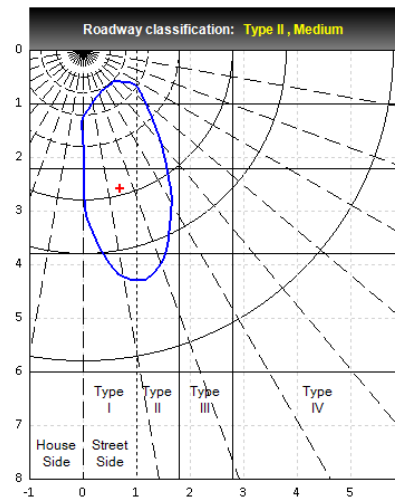 Roadway classification: Type II , Medium
0
1
2
3
4
5
6
7
8
Type I
Type II
Type III
Type IV
House Side
Street Side
-1 0 1 2 3 4 5